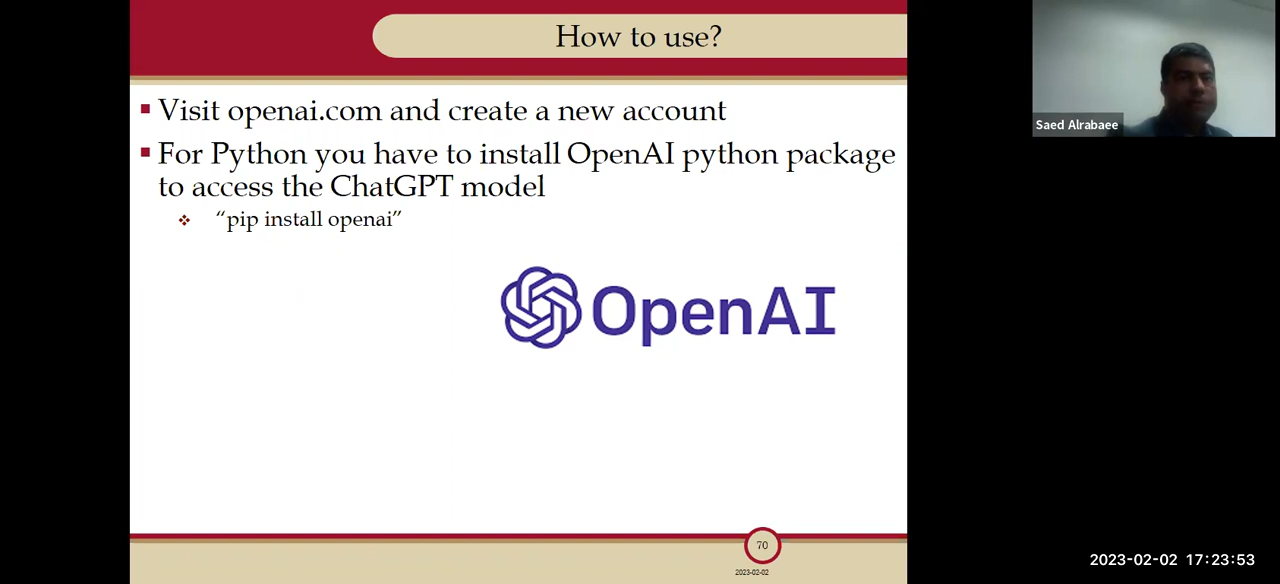 How to use?
Visit openai.com and create a new account
For Python you have to install OpenAI python package
to access the ChatGPT model
“pip install openai”
OpenAI
70
2023-02-02
Saed Alrabaee
2023-02-02 17:23:53